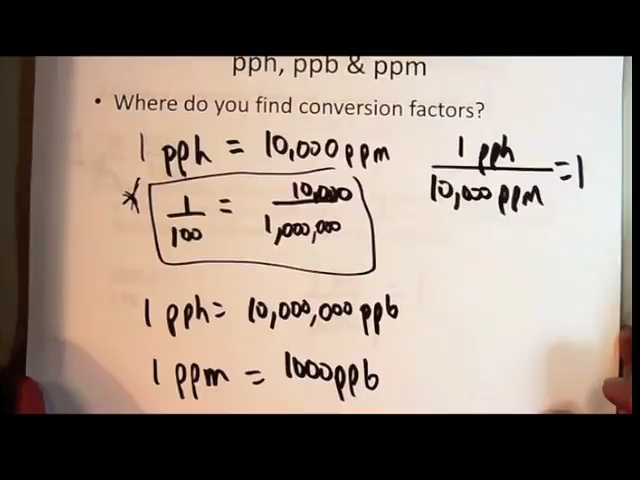 pph, ppb & ppm
• Where do you find conversion factors?
1 pph = 10,000 ppm
1 pph / 10,000 ppm = 1
* 1/100 = 10,000/1,000,000
1 pph = 10,000,000 ppb
1 ppm = 1000 ppb